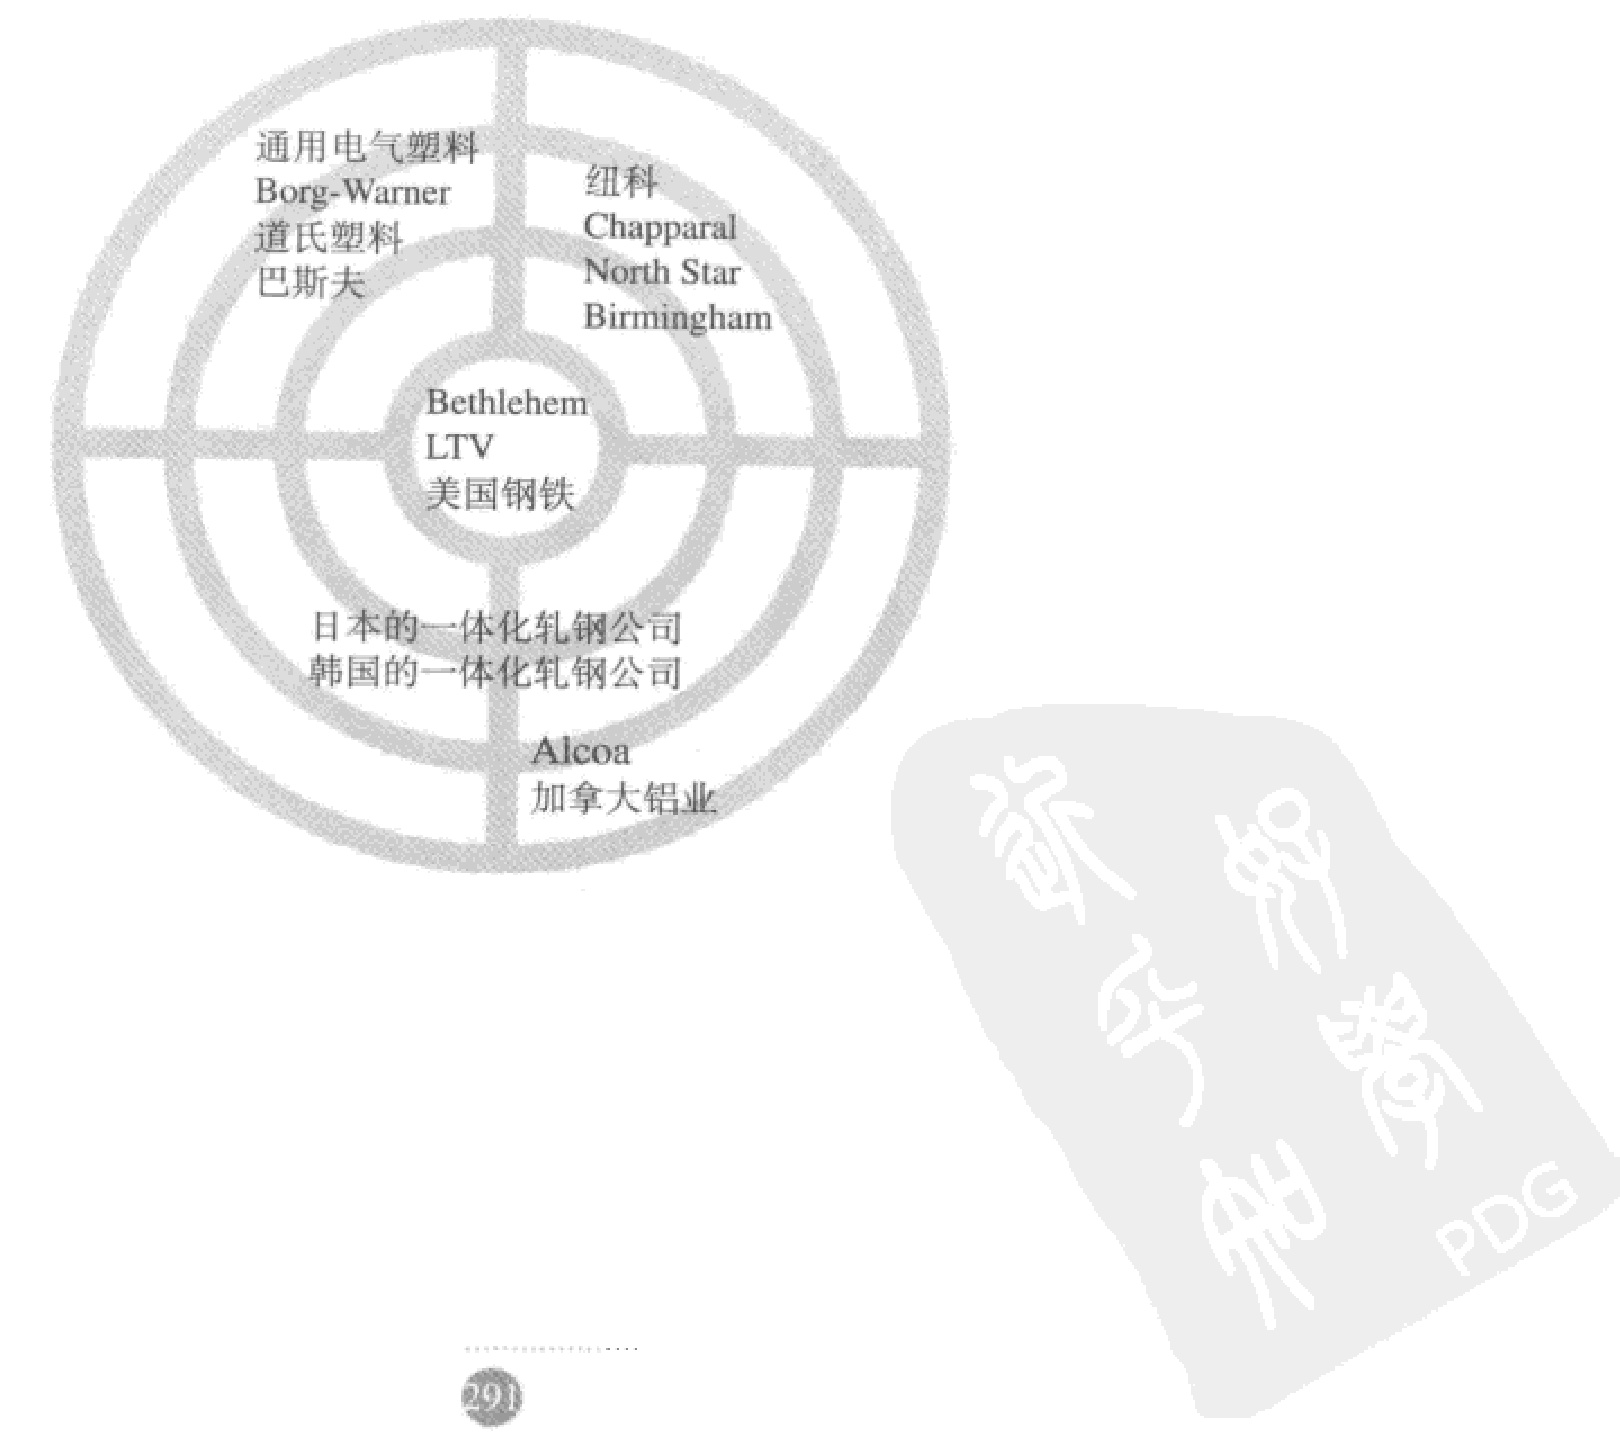 通用电气塑料
Borg-Warner
道氏塑料
巴斯夫
纽科
Chapparal
North Star
Birmingham
Bethlehem
LTV
美国钢铁
日本的一体化轧钢公司
韩国的一体化轧钢公司
Alcoa
加拿大铝业
PDG
291